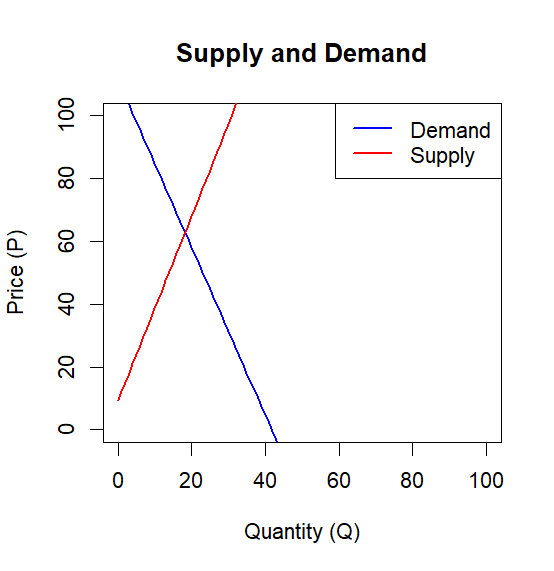 Supply and Demand
Demand
Supply
Price (P)
100
80
60
40
20
0
0 20 40 60 80 100
Quantity (Q)